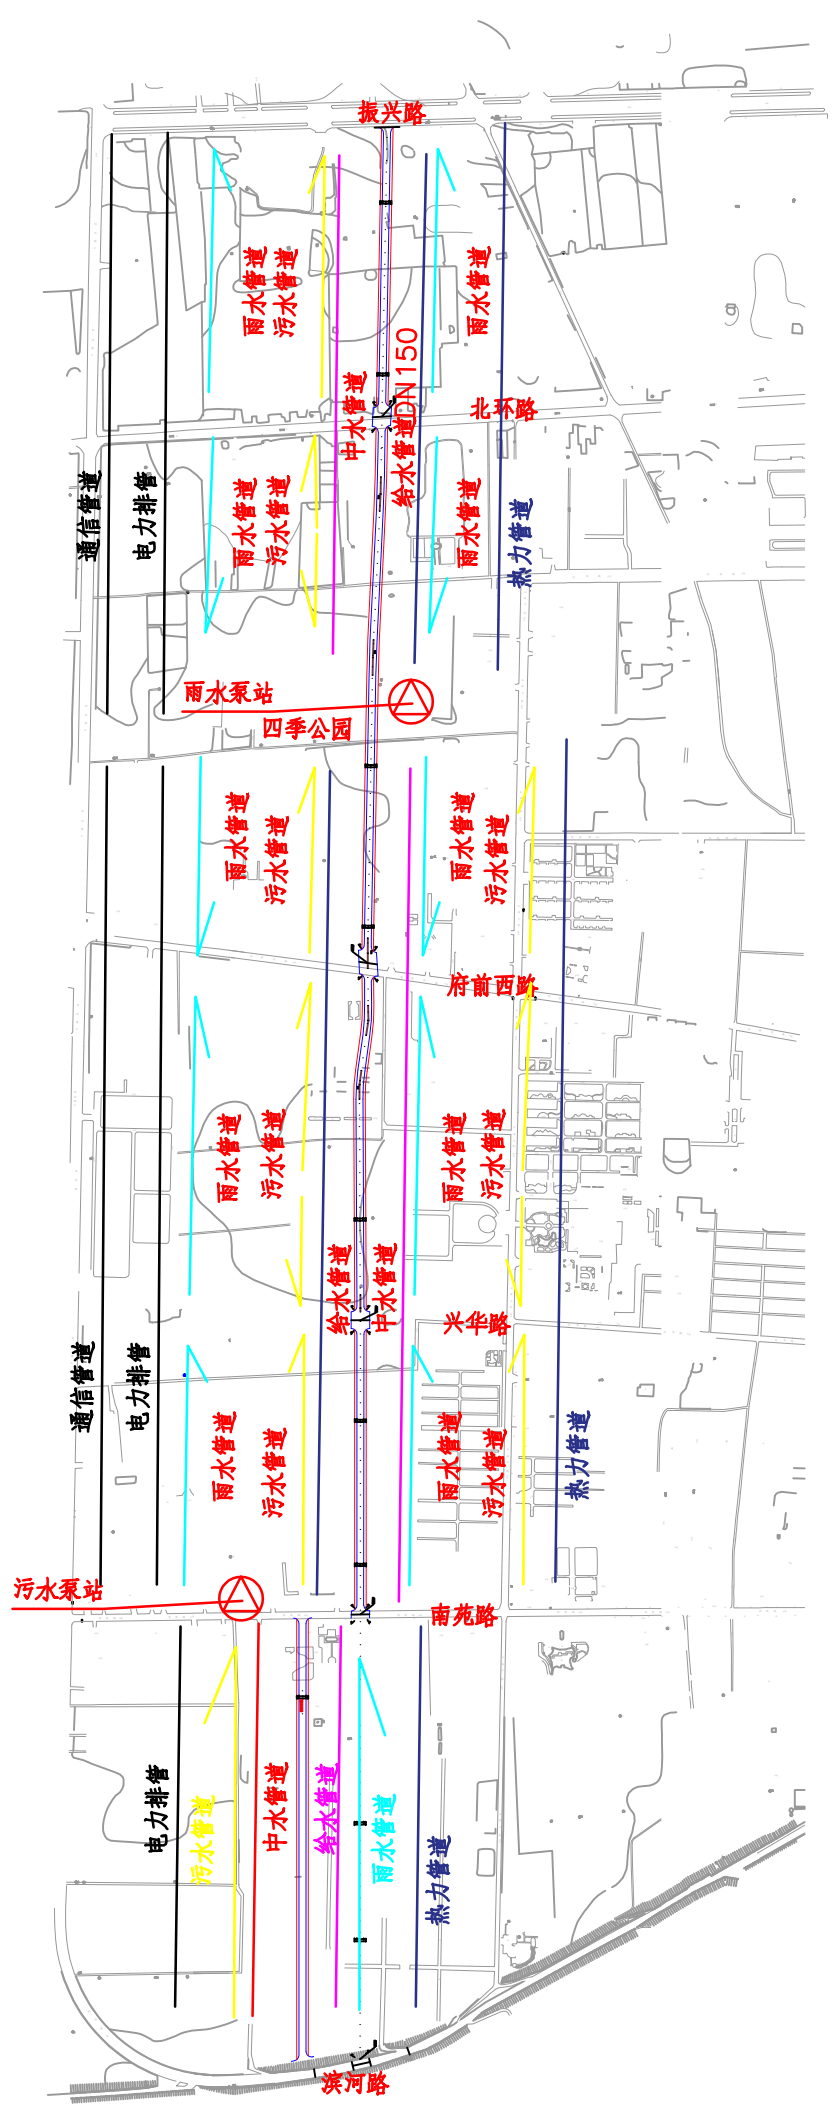 振兴路
雨水管道
污水管道
雨水管道
DN150
中水管道
给水管道
北环路
通信管道
电力排管
雨水管道
污水管道
雨水管道
热力管道
雨水泵站
四季公园
雨水管道
污水管道
雨水管道
污水管道
府前西路
雨水管道
污水管道
雨水管道
污水管道
给水管道
中水管道
兴华路
通信管道
电力排管
雨水管道
污水管道
雨水管道
污水管道
热力管道
污水泵站
南苑路
电力排管
污水管道
中水管道
给水管道
雨水管道
热力管道
滨河路